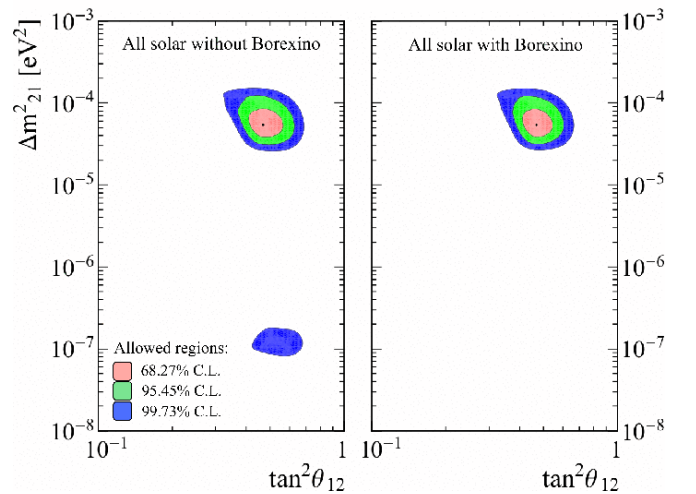 All solar without Borexino
All solar with Borexino
Δm²₂₁ [eV²]
10⁻³
10⁻⁴
10⁻⁵
10⁻⁶
10⁻⁷
10⁻⁸
Allowed regions:
68.27% C.L.
95.45% C.L.
99.73% C.L.
10⁻¹
1
10⁻¹
1
tan²θ₁₂
tan²θ₁₂
10⁻³
10⁻⁴
10⁻⁵
10⁻⁶
10⁻⁷
10⁻⁸